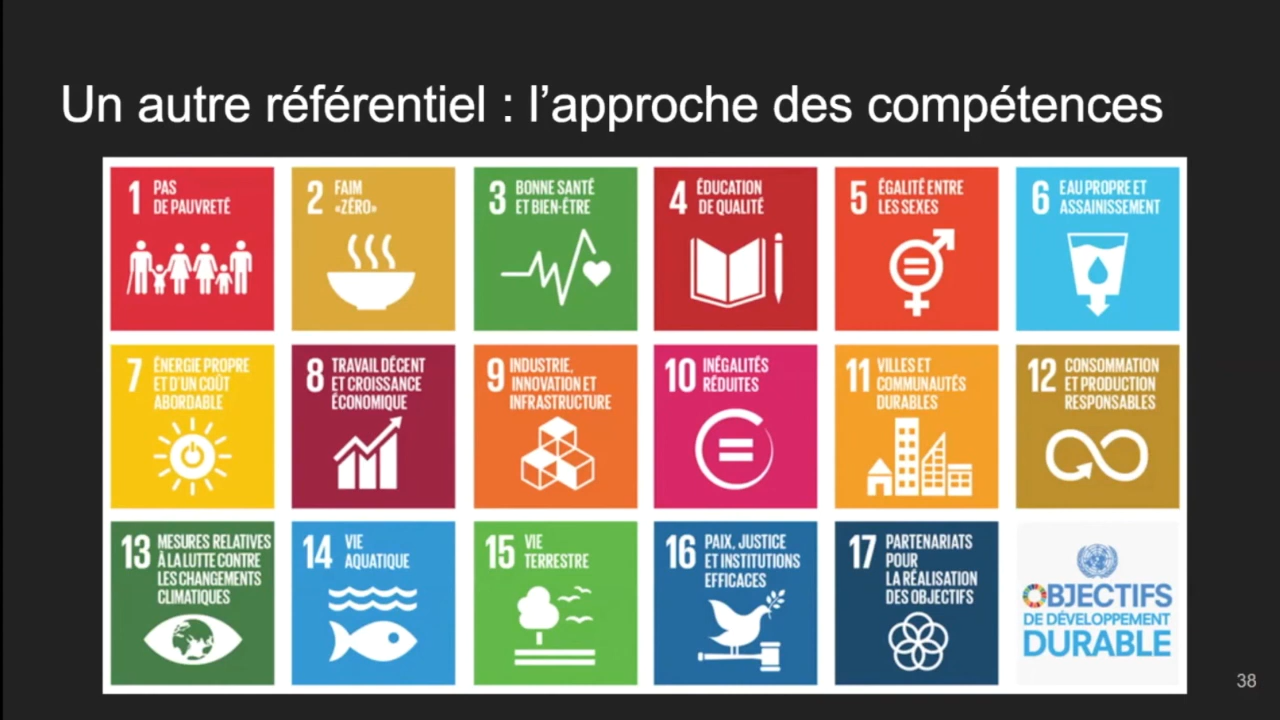 Un autre référentiel : l’approche des compétences
1 PAS
DE PAUVRETÉ
2 FAIM
«ZÉRO»
3 BONNE SANTÉ
ET BIEN-ÊTRE
4 ÉDUCATION
DE QUALITÉ
5 ÉGALITÉ ENTRE
LES SEXES
6 EAU PROPRE ET
ASSAINISSEMENT
7 ÉNERGIE PROPRE
ET D'UN COÛT
ABORDABLE
8 TRAVAIL DÉCENT
ET CROISSANCE
ÉCONOMIQUE
9 INDUSTRIE,
INNOVATION ET
INFRASTRUCTURE
10 INÉGALITÉS
RÉDUITES
11 VILLES ET
COMMUNAUTÉS
DURABLES
12 CONSOMMATION
ET PRODUCTION
RESPONSABLES
13 MESURES RELATIVES
À LA LUTTE CONTRE
LES CHANGEMENTS
CLIMATIQUES
14 VIE
AQUATIQUE
15 VIE
TERRESTRE
16 PAIX, JUSTICE
ET INSTITUTIONS
EFFICACES
17 PARTENARIATS
POUR
LA RÉALISATION
DES OBJECTIFS
OBJECTIFS
DE DÉVELOPPEMENT
DURABLE
38